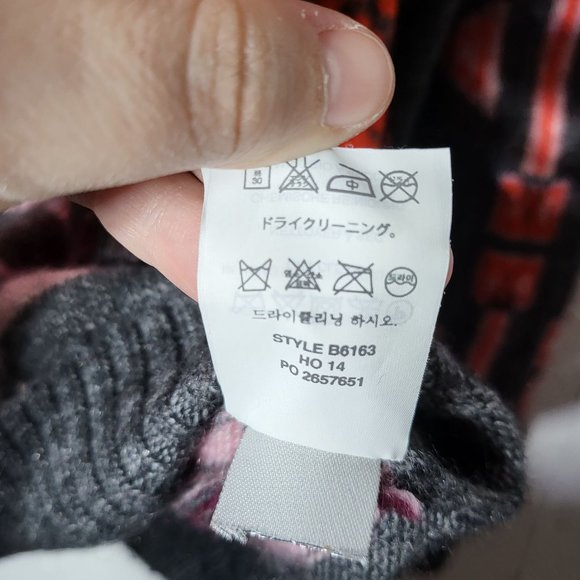 ドライクリーニング。
드라이클리닝 하시오.
STYLE B6163
HO 14
PO 2657651